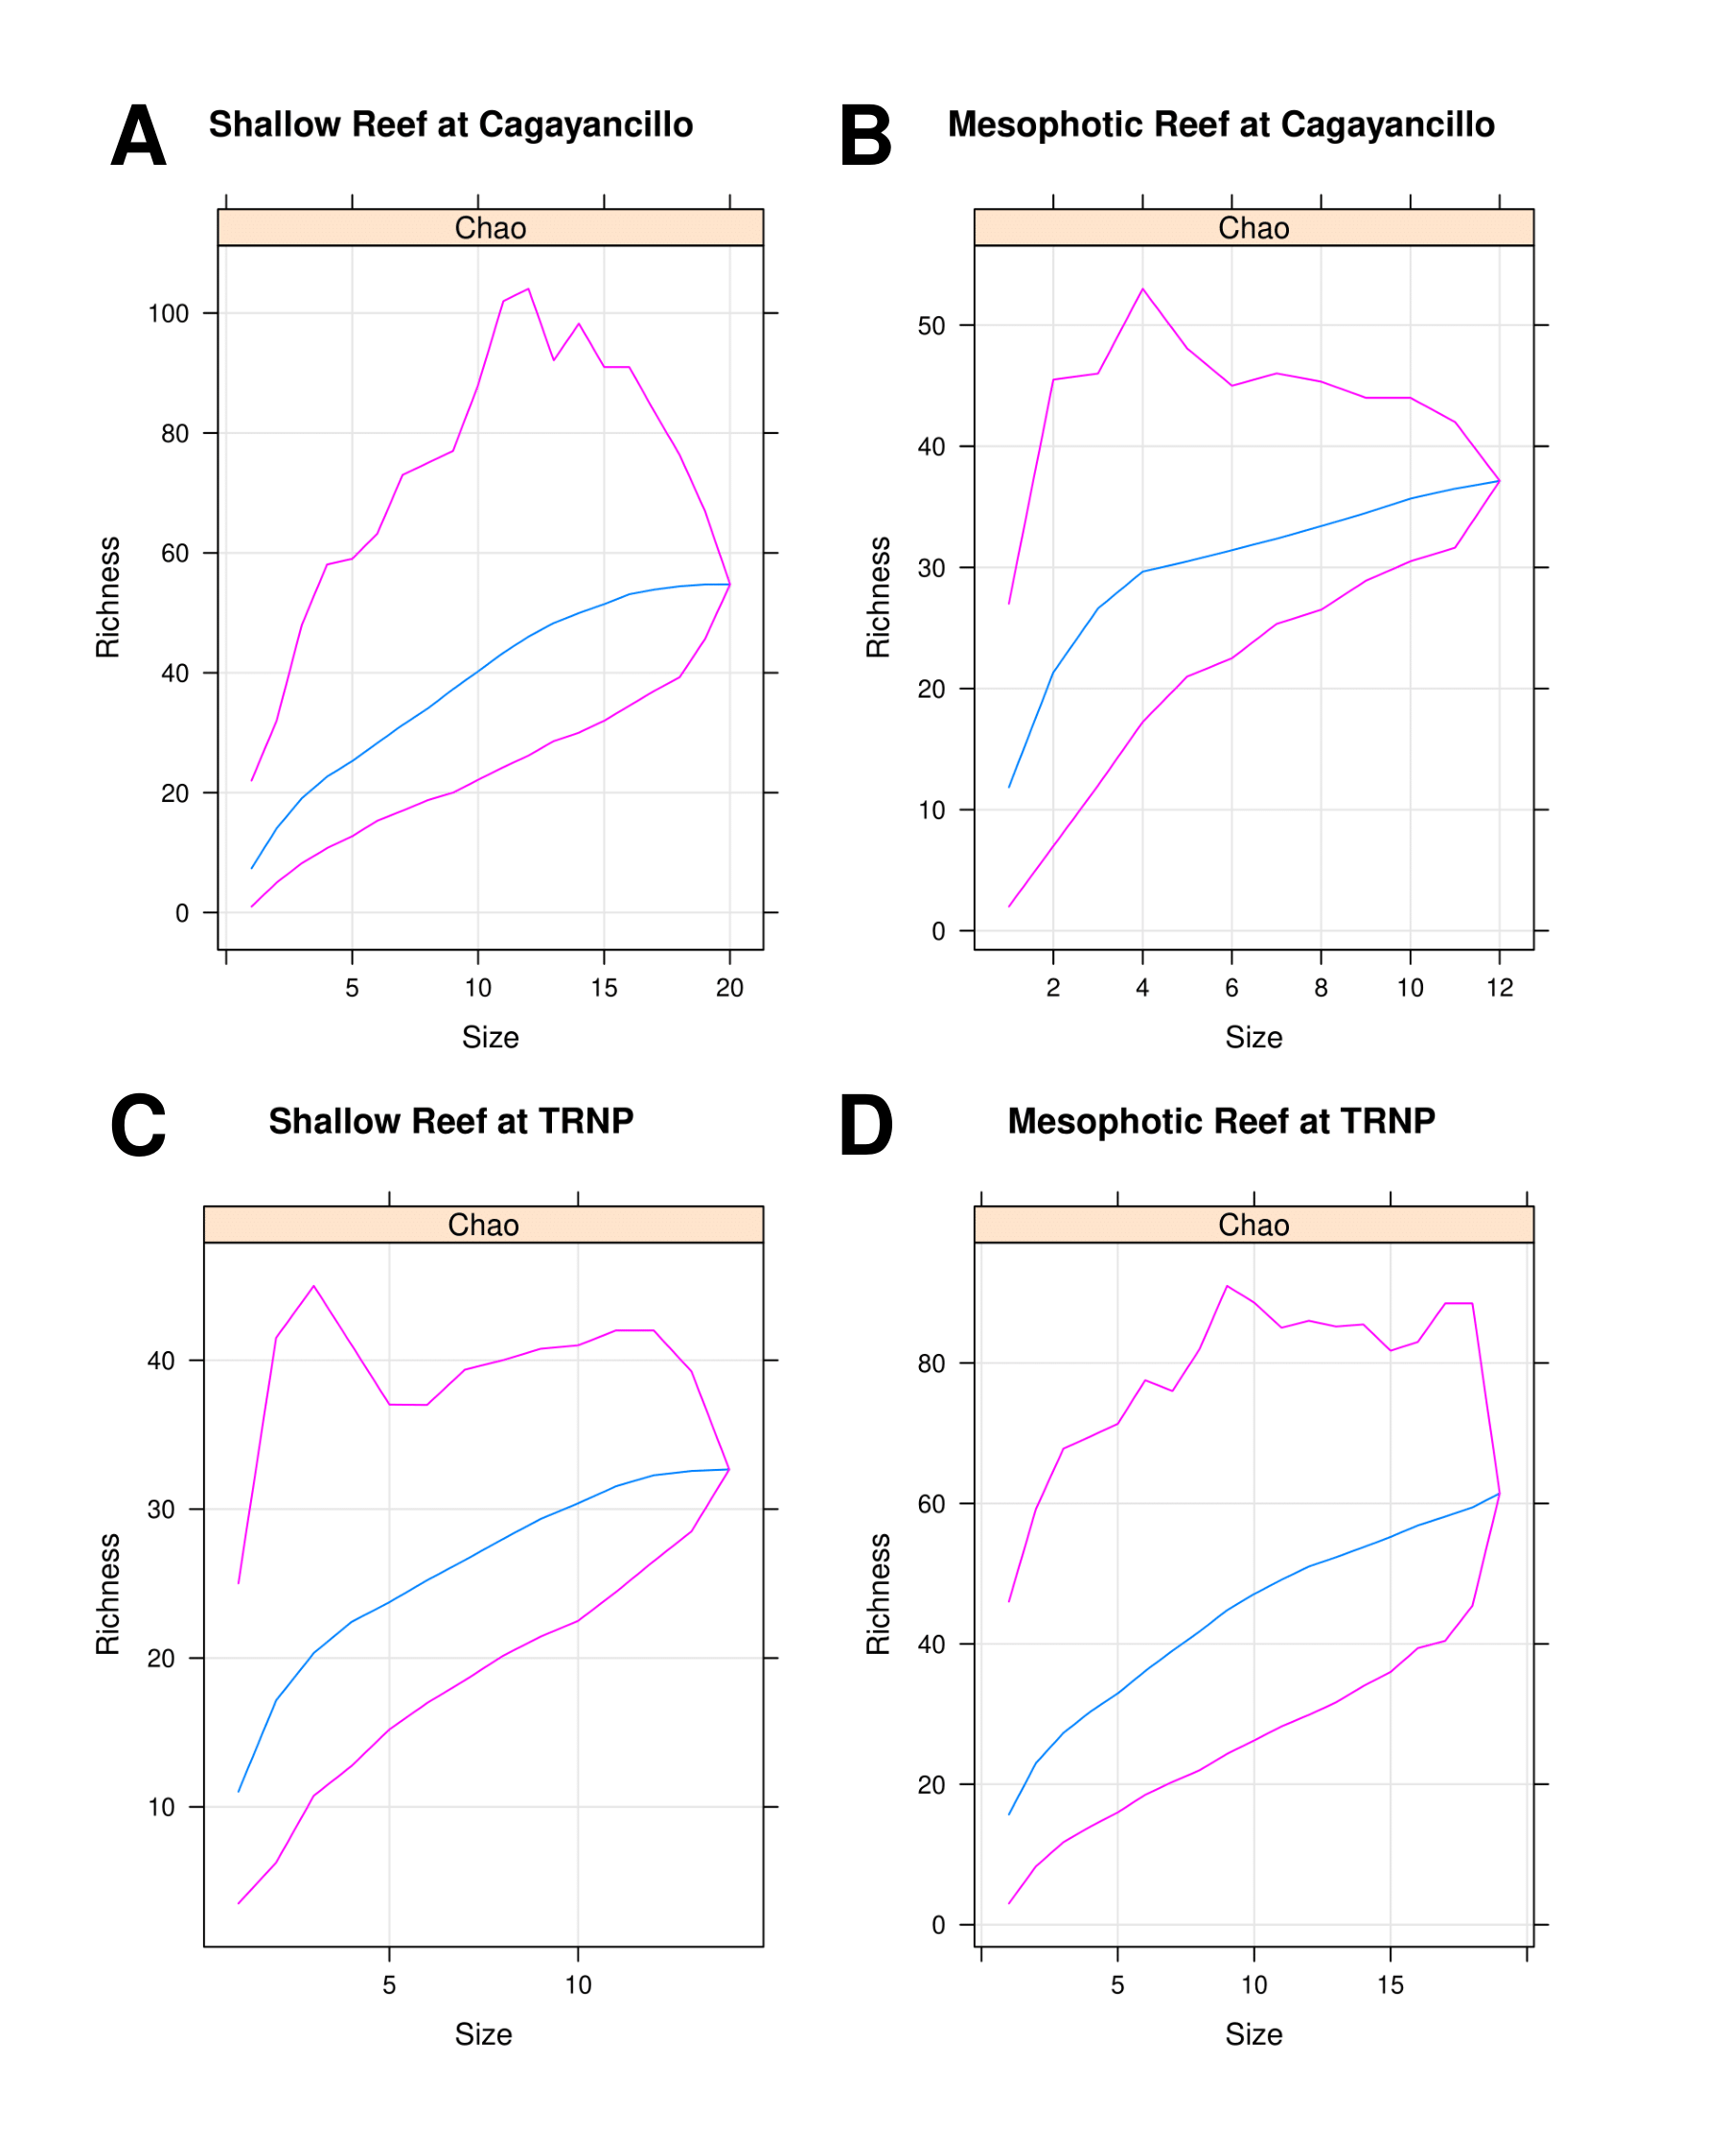 A Shallow Reef at Cagayancillo
Chao
100
80
60
40
20
0
Richness
5 10 15 20
Size
B Mesophotic Reef at Cagayancillo
Chao
50
40
30
20
10
0
Richness
2 4 6 8 10 12
Size
C Shallow Reef at TRNP
Chao
40
30
20
10
Richness
5 10
Size
D Mesophotic Reef at TRNP
Chao
80
60
40
20
0
Richness
5 10 15
Size